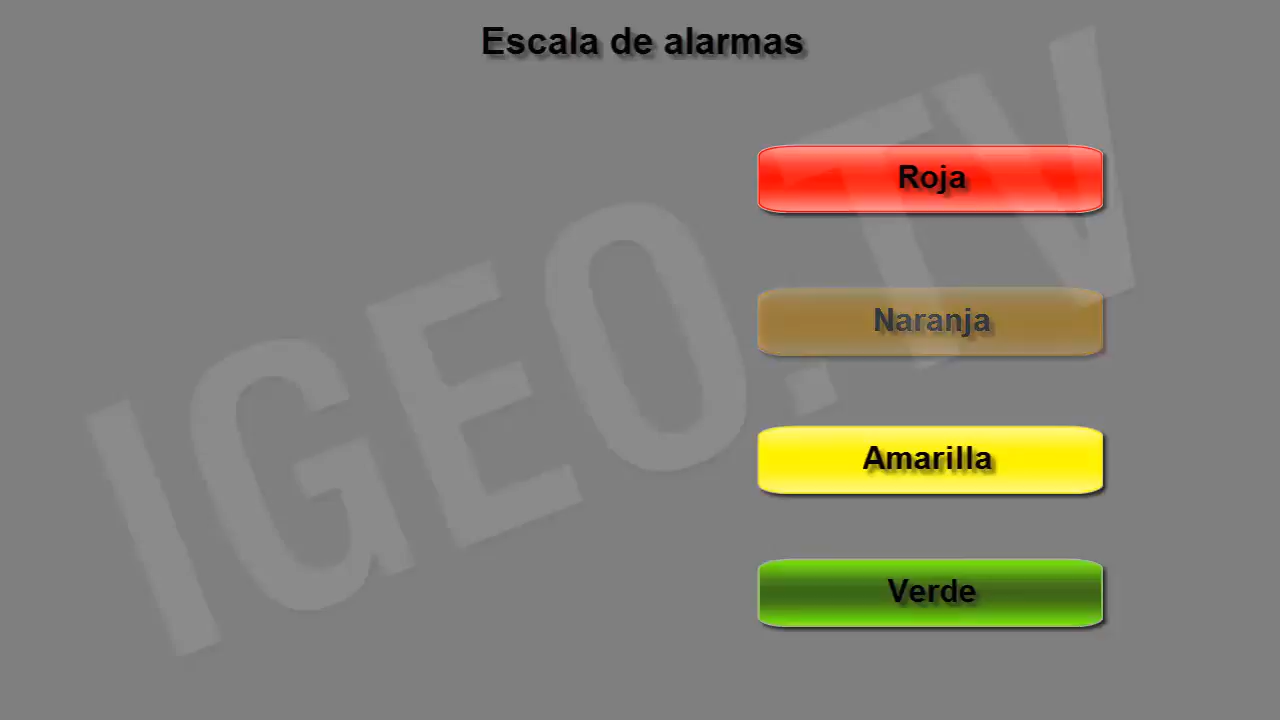 Escala de alarmas
Roja
Naranja
Amarilla
Verde
IGEO.TV